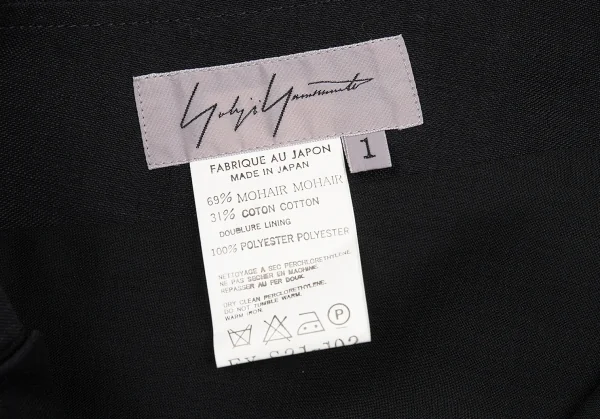 Yohji Yamamoto
1
FABRIQUE AU JAPON
MADE IN JAPAN
69% MOHAIR MOHAIR
31% COTON COTTON
DOUBLURE LINING
100% POLYESTER POLYESTER
NETTOYAGE A SEC PERCHLORETHYLENE.
NE PAS SECHER EN MACHINE.
REPASSER AU FER DOUX.
DRY CLEAN PERCLORETHYLENE.
DO NOT TUMBLE WARM.
WARM IRON.
P